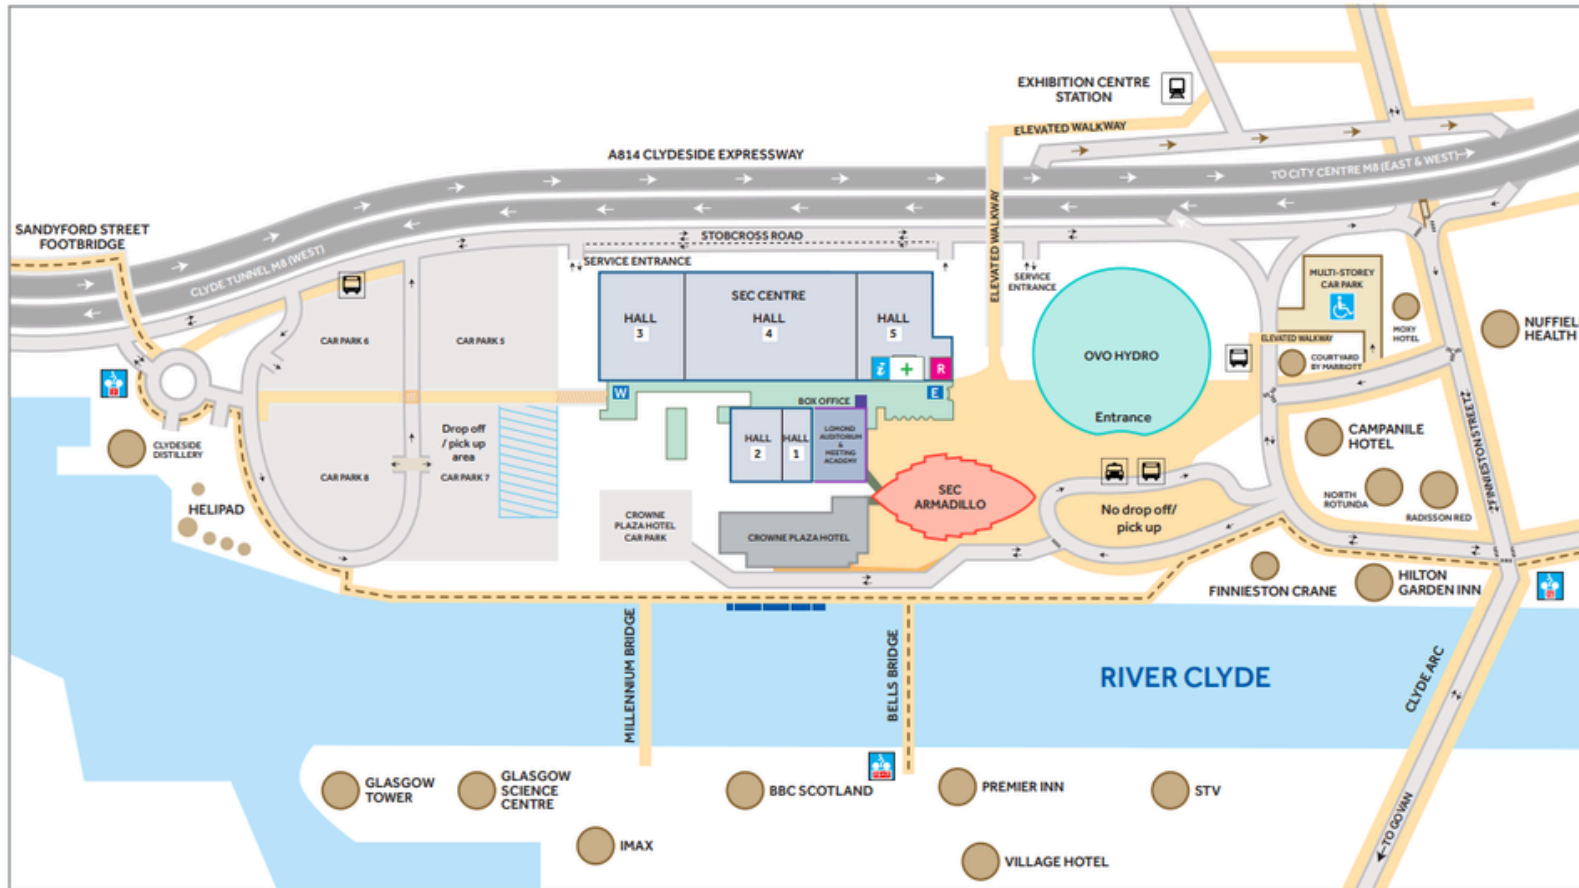 EXHIBITION CENTRE
STATION
ELEVATED WALKWAY
A814 CLYDESIDE EXPRESSWAY
TO CITY CENTRE M8 (EAST & WEST)
SANDYFORD STREET
FOOTBRIDGE
CLYDE TUNNEL M8 (WEST)
STOBCROSS ROAD
SERVICE ENTRANCE
ELEVATED WALKWAY
SERVICE
ENTRANCE
SEC CENTRE
HALL
3
HALL
4
HALL
5
i
R
W
E
OVO HYDRO
Entrance
MULTI-STOREY
CAR PARK
ELEVATED WALKWAY
MOXY
HOTEL
COURTYARD
BY MARRIOTT
NUFFIEL
HEALTH
CAR PARK 6
CAR PARK 5
CLYDESIDE
DISTILLERY
Drop off
/ pick up
area
CAR PARK 8
CAR PARK 7
HELIPAD
BOX OFFICE
HALL
2
HALL
1
LOMOND
AUDITORIUM
&
MEETING
ACADEMY
SEC
ARMADILLO
CROWNE
PLAZA HOTEL
CAR PARK
CROWNE PLAZA HOTEL
No drop off/
pick up
CAMPANILE
HOTEL
NORTH
ROTUNDA
RADISSON RED
FINNIESTON STREET
FINNIESTON CRANE
HILTON
GARDEN INN
MILLENNIUM BRIDGE
BELLS BRIDGE
RIVER CLYDE
CLYDE ARC
TO GOVAN
GLASGOW
TOWER
GLASGOW
SCIENCE
CENTRE
IMAX
BBC SCOTLAND
PREMIER INN
STV
VILLAGE HOTEL